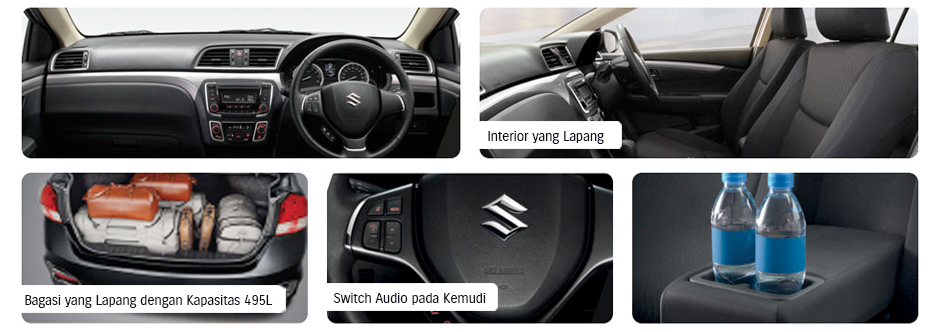 Interior yang Lapang
Bagasi yang Lapang dengan Kapasitas 495L
Switch Audio pada Kemudi